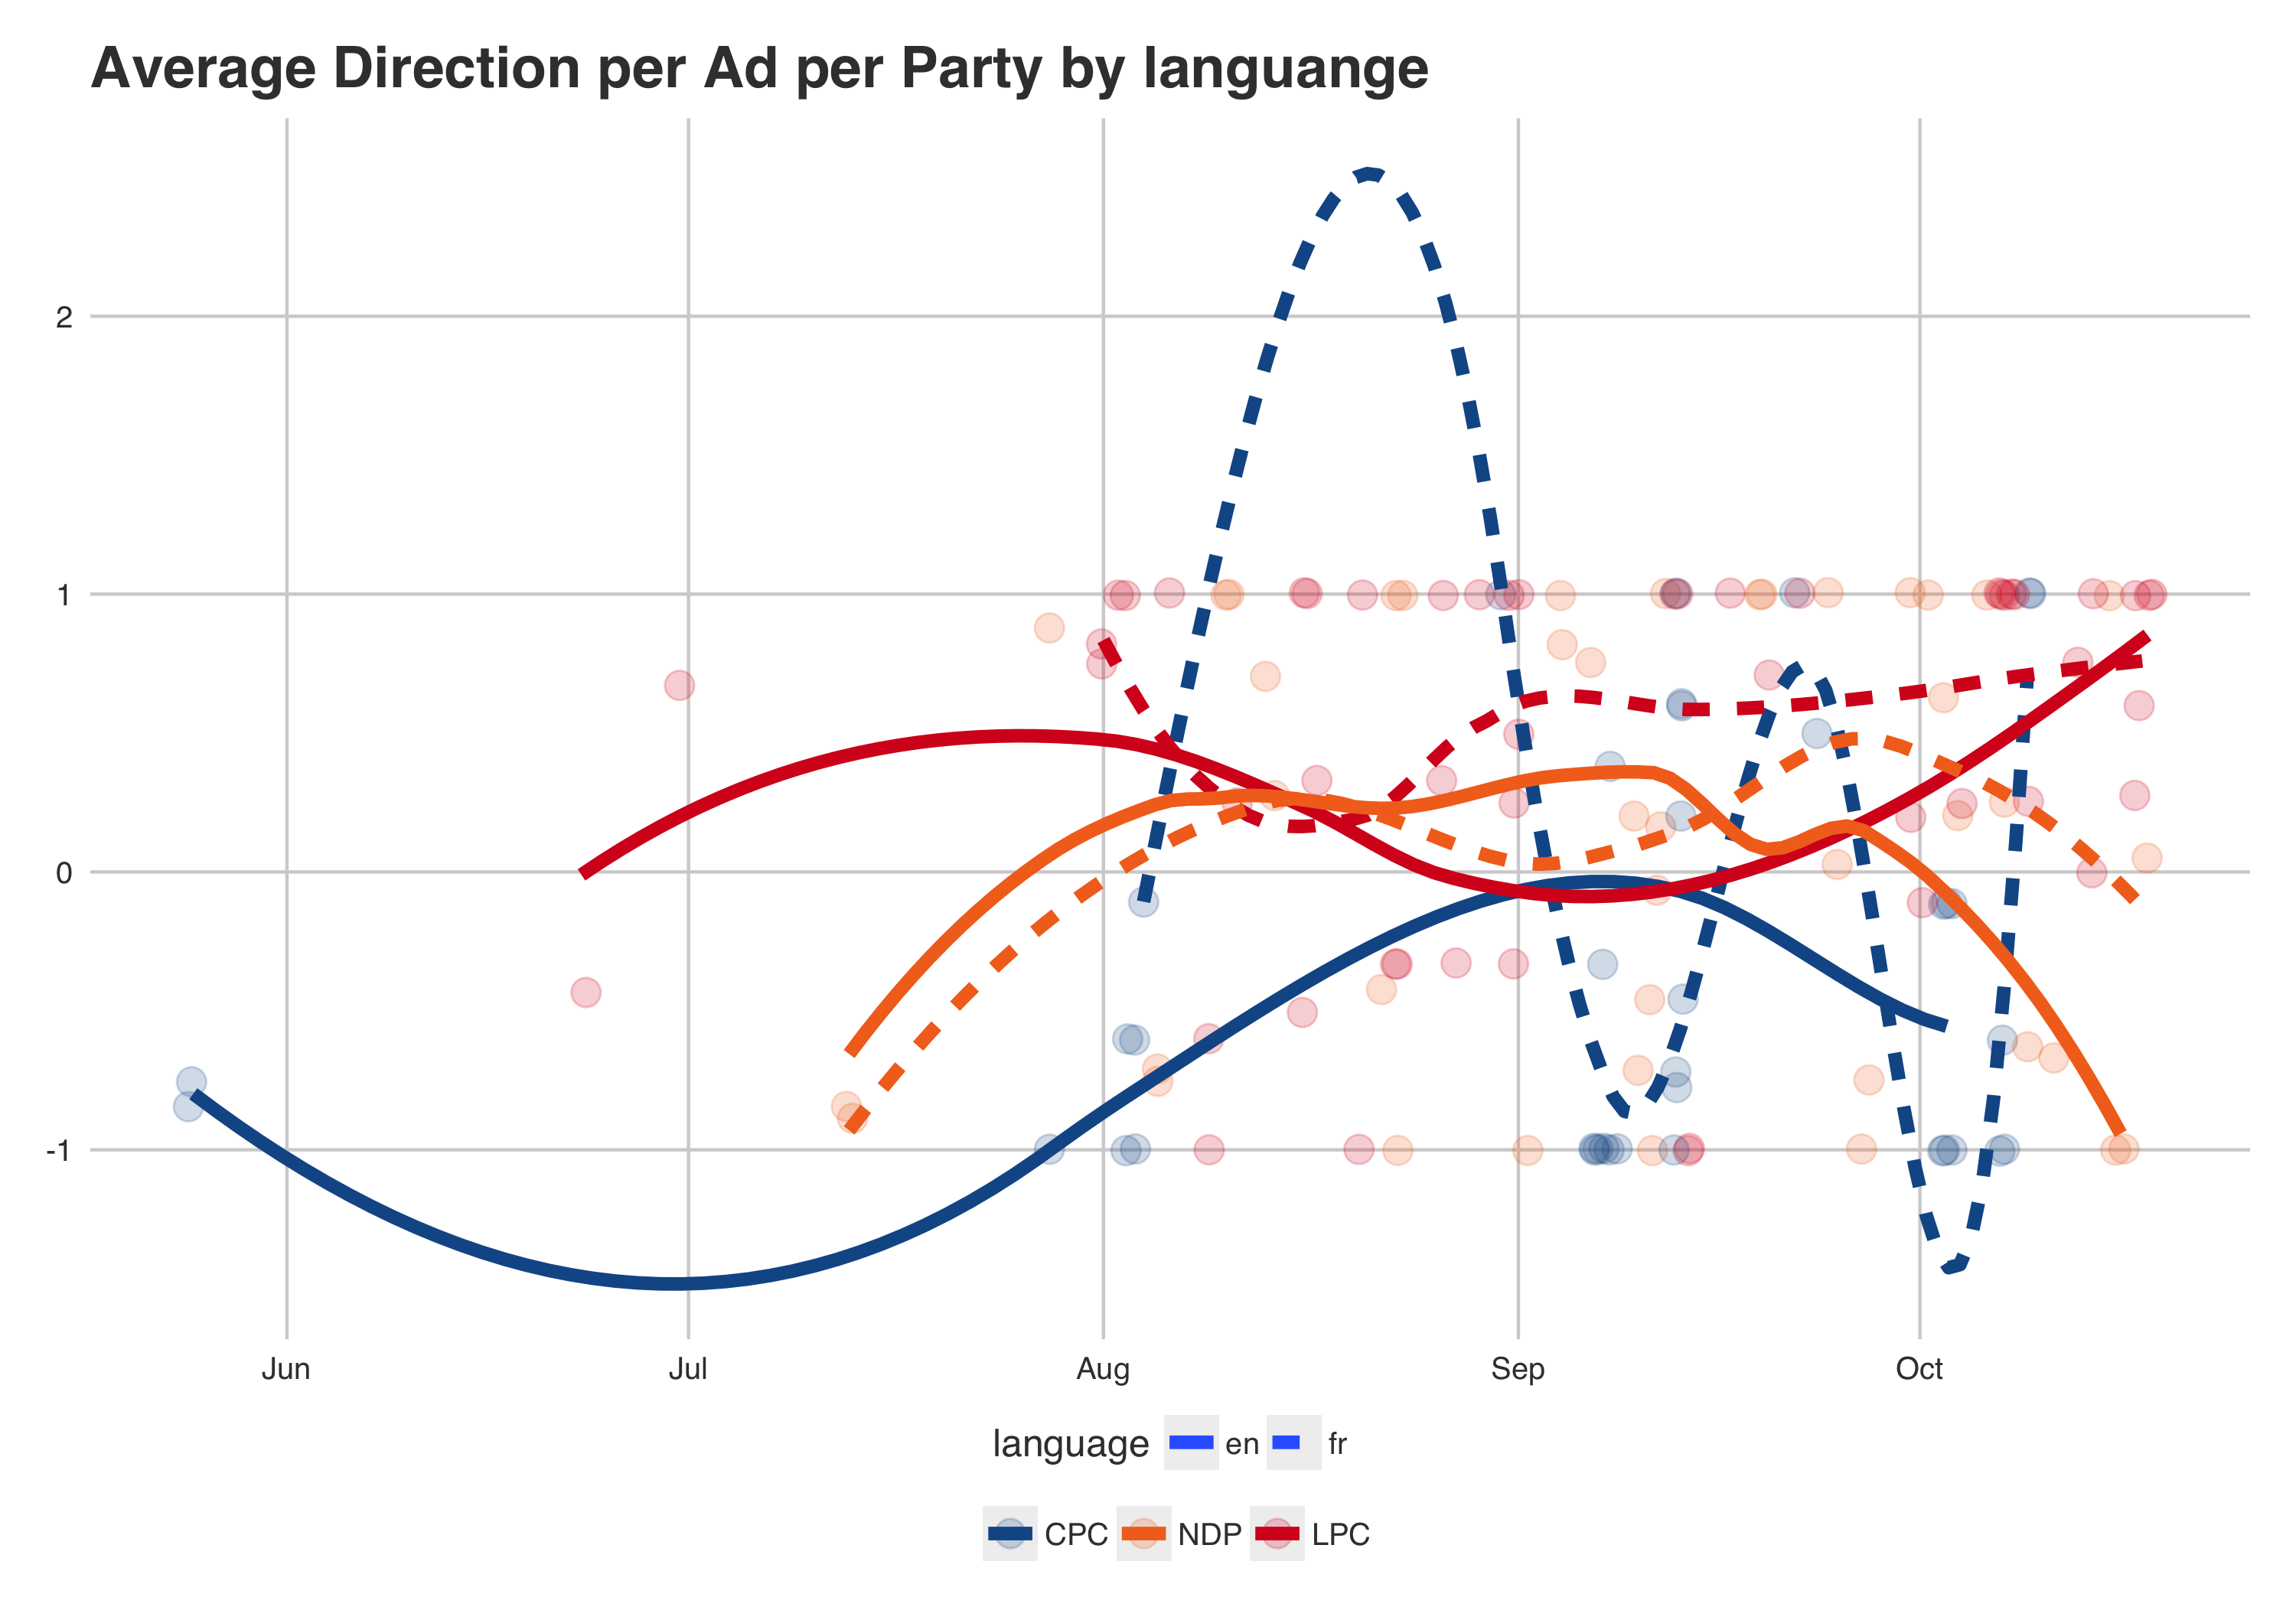 Average Direction per Ad per Party by languange
2
1
0
-1
Jun Jul Aug Sep Oct
language en fr
CPC NDP LPC